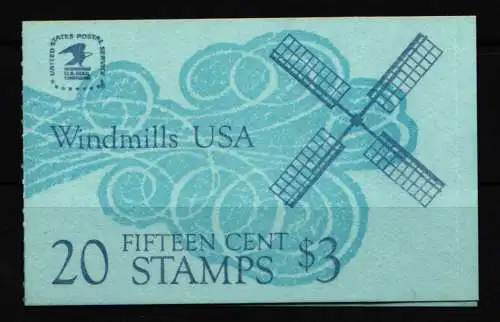 UNITED STATES POSTAL SERVICE
U.S.MAIL
Windmills USA
20 FIFTEEN CENT STAMPS $3